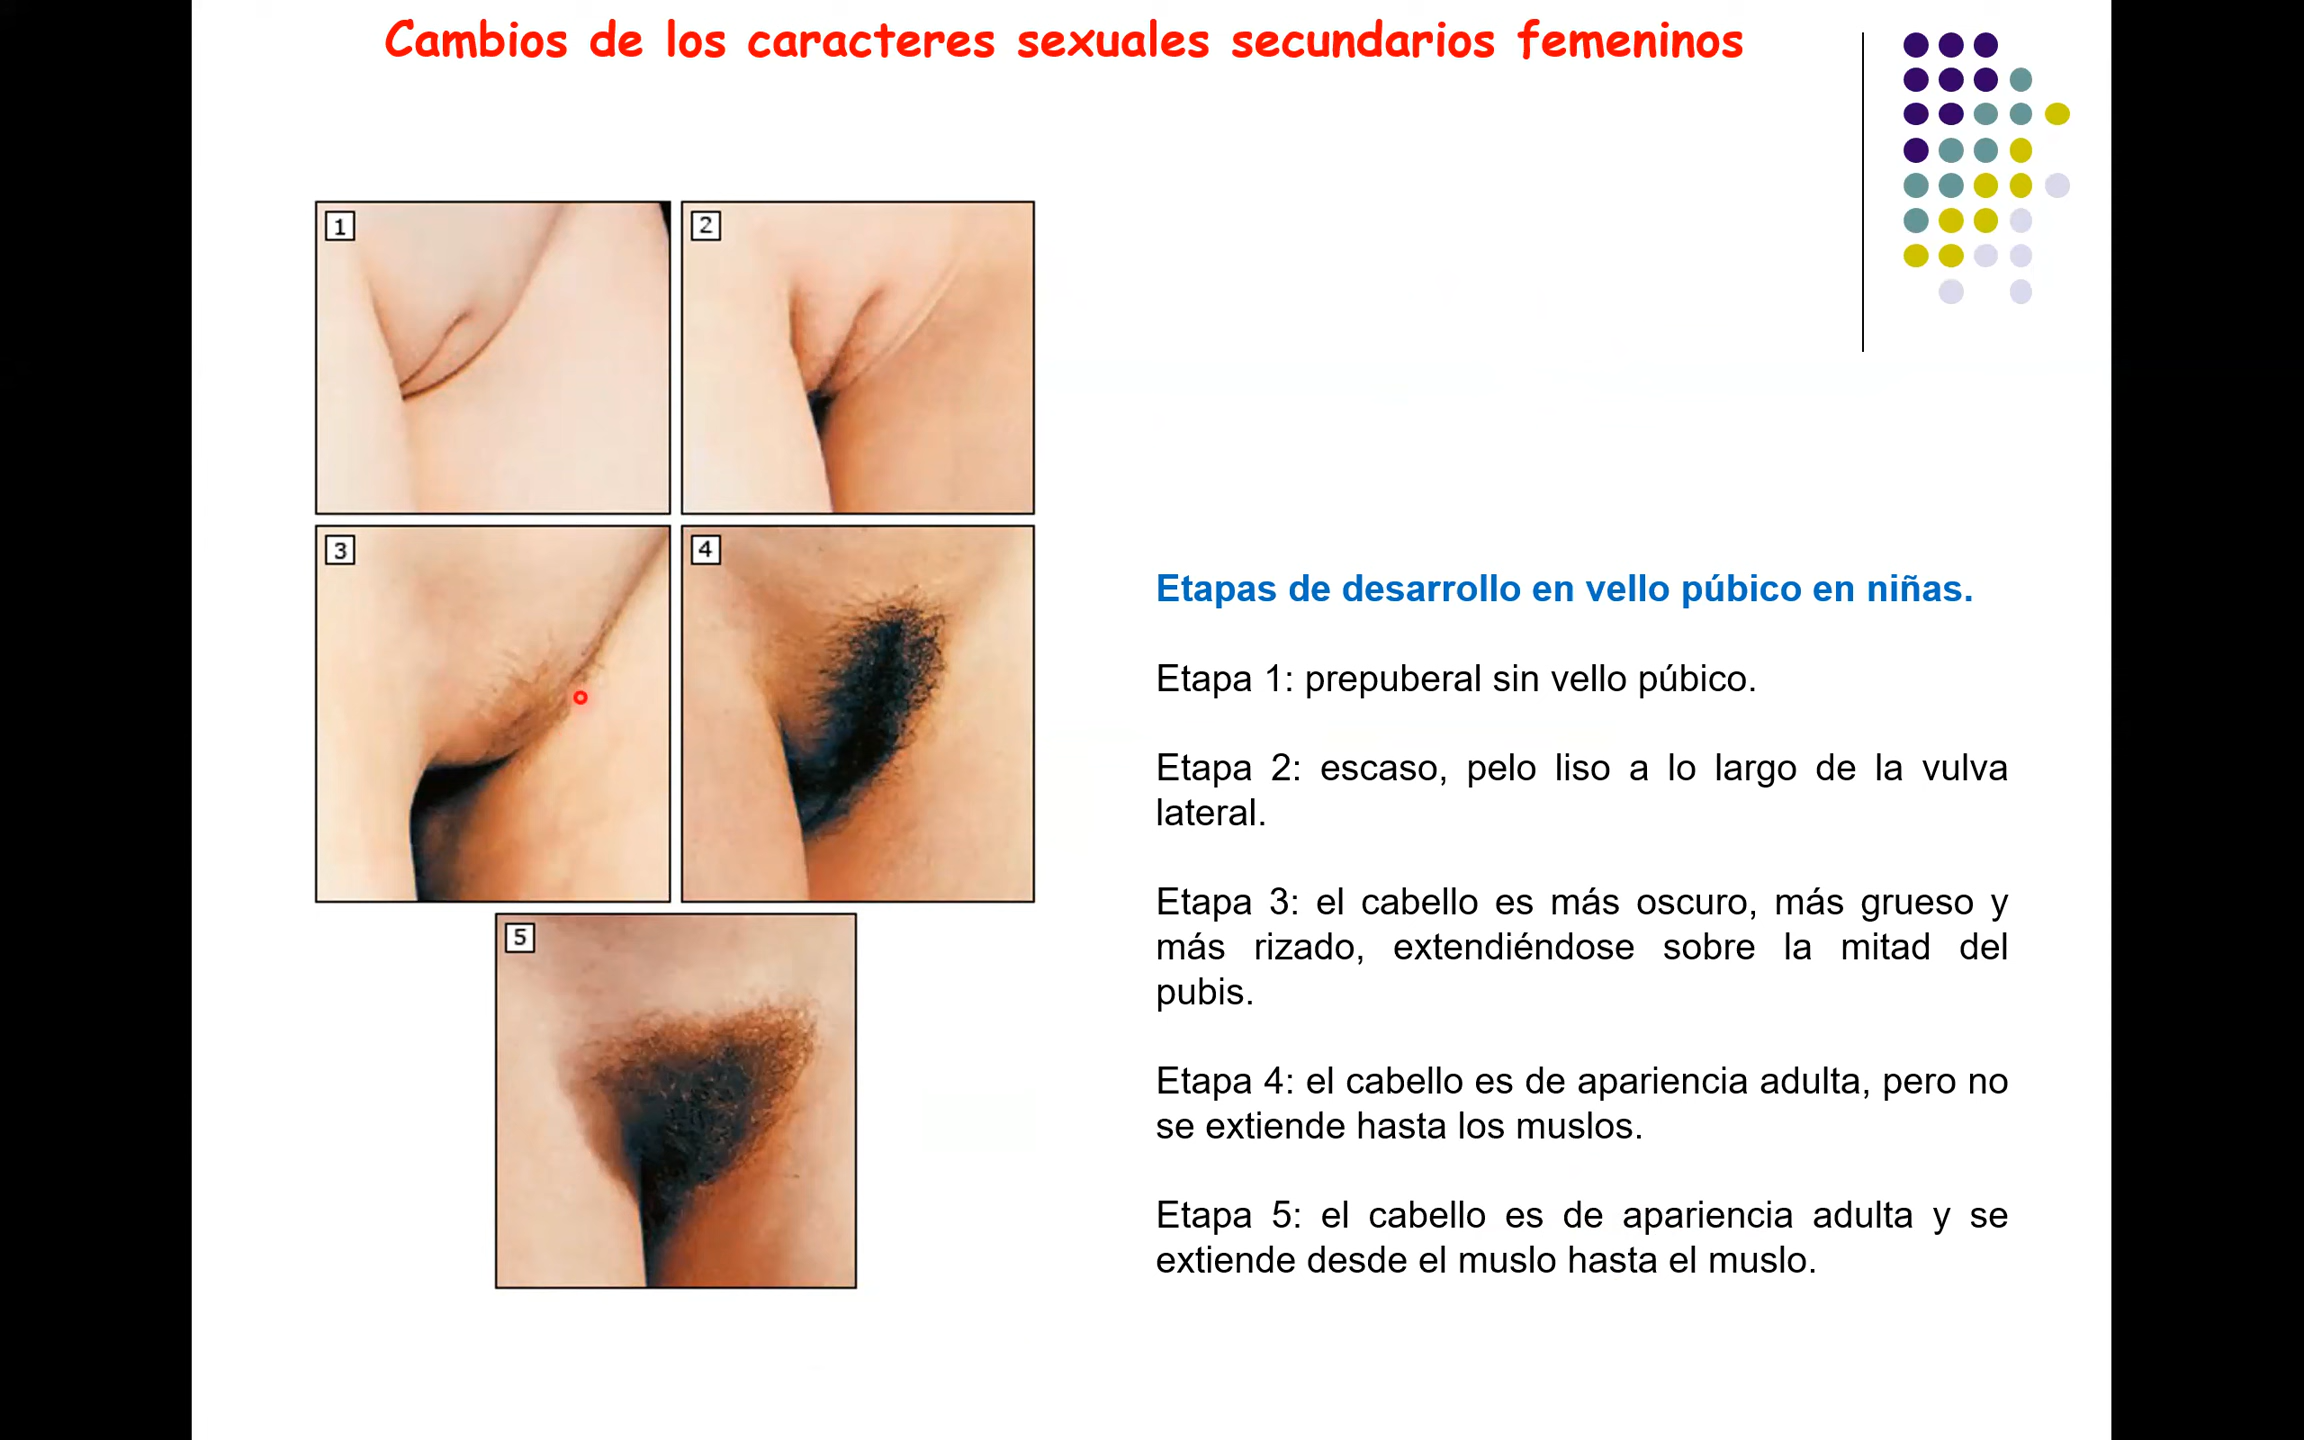 Cambios de los caracteres sexuales secundarios femeninos
1
2
3
4
5
Etapas de desarrollo en vello púbico en niñas.
Etapa 1: prepuberal sin vello púbico.
Etapa 2: escaso, pelo liso a lo largo de la vulva
lateral.
Etapa 3: el cabello es más oscuro, más grueso y
más rizado, extendiéndose sobre la mitad del
pubis.
Etapa 4: el cabello es de apariencia adulta, pero no
se extiende hasta los muslos.
Etapa 5: el cabello es de apariencia adulta y se
extiende desde el muslo hasta el muslo.